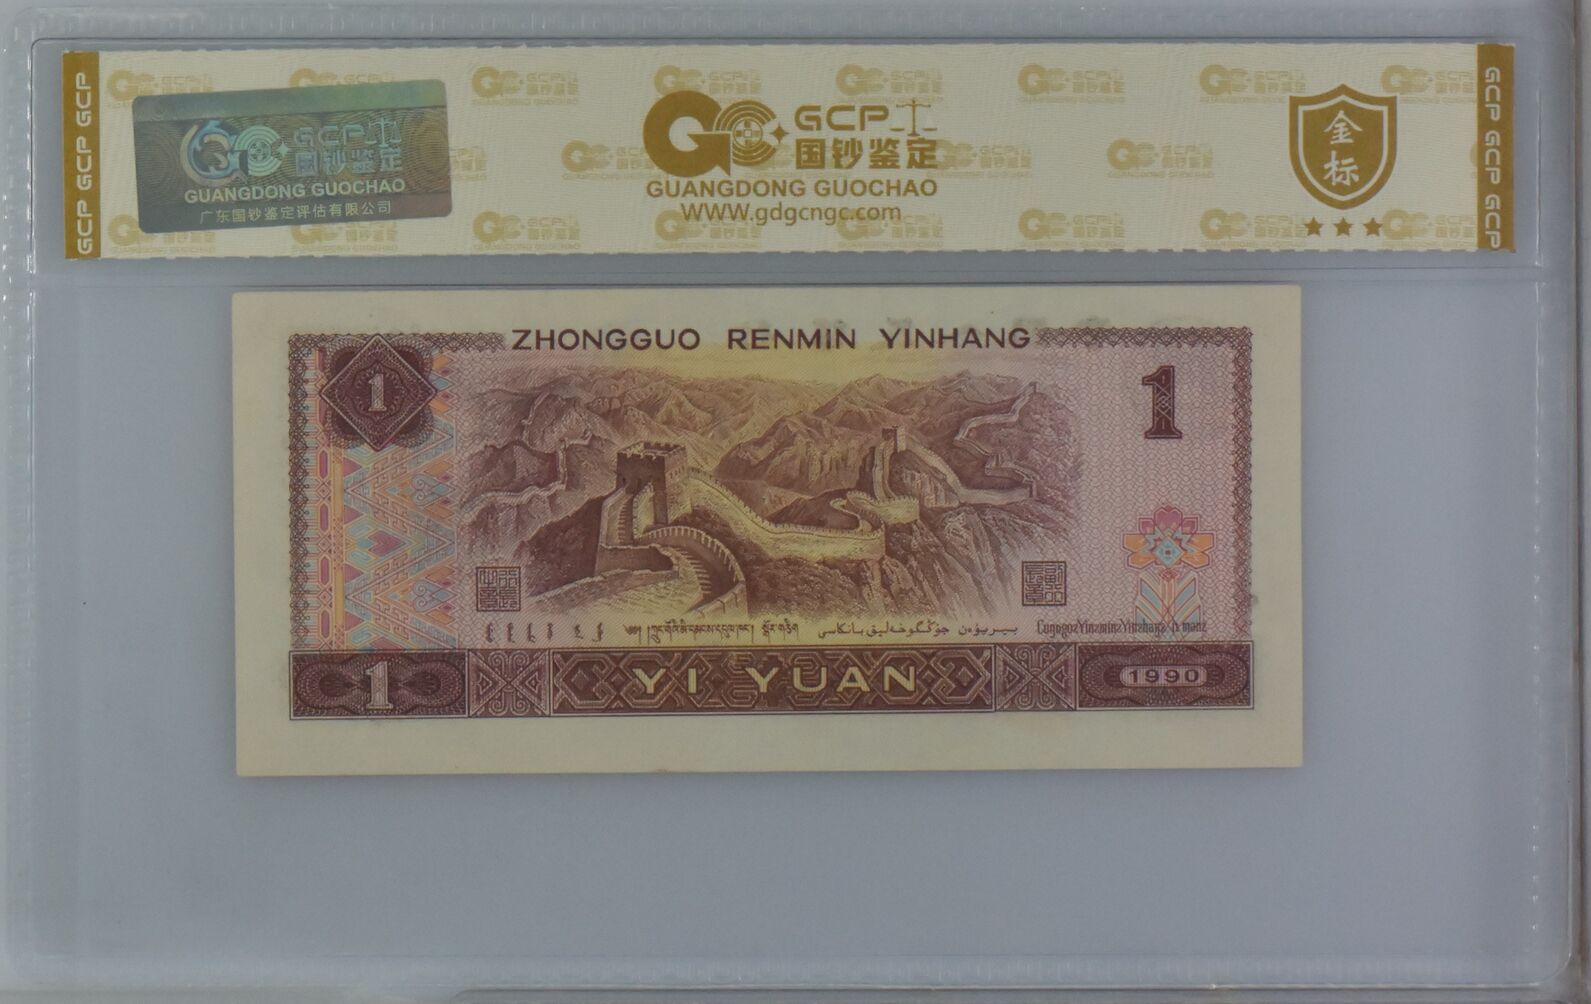 GCP GCP GCP
GCP
国钞鉴定
GUANGDONG GUOCHAO
广东国钞鉴定评估有限公司
GCP
国钞鉴定
GUANGDONG GUOCHAO
WWW.gdgcngc.com
金
标
GCP GCP GCP
ZHONGGUO RENMIN YINHANG
1
1
1
YI YUAN
1990